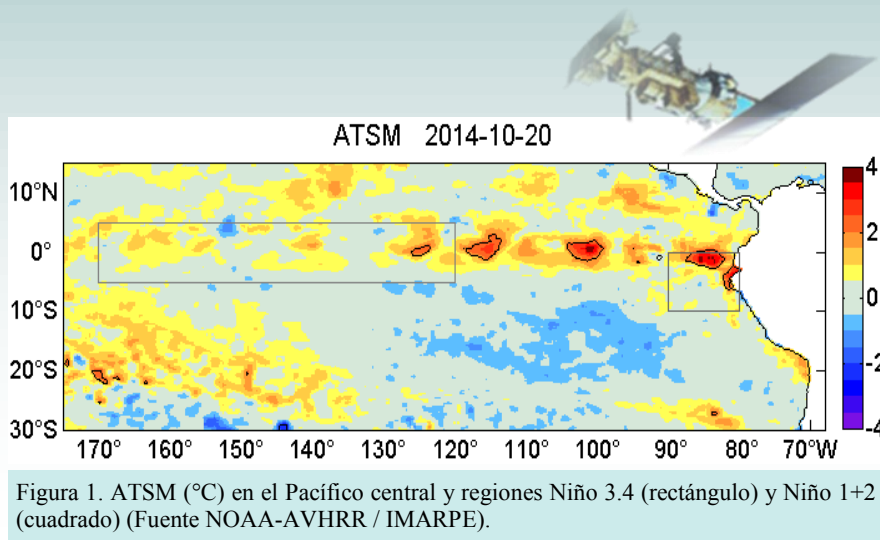 ATSM 2014-10-20
10°N
0°
10°S
20°S
30°S
170° 160° 150° 140° 130° 120° 110° 100° 90° 80° 70°W
4
2
0
-2
-4
Figura 1. ATSM (°C) en el Pacífico central y regiones Niño 3.4 (rectángulo) y Niño 1+2
(cuadrado) (Fuente NOAA-AVHRR / IMARPE).